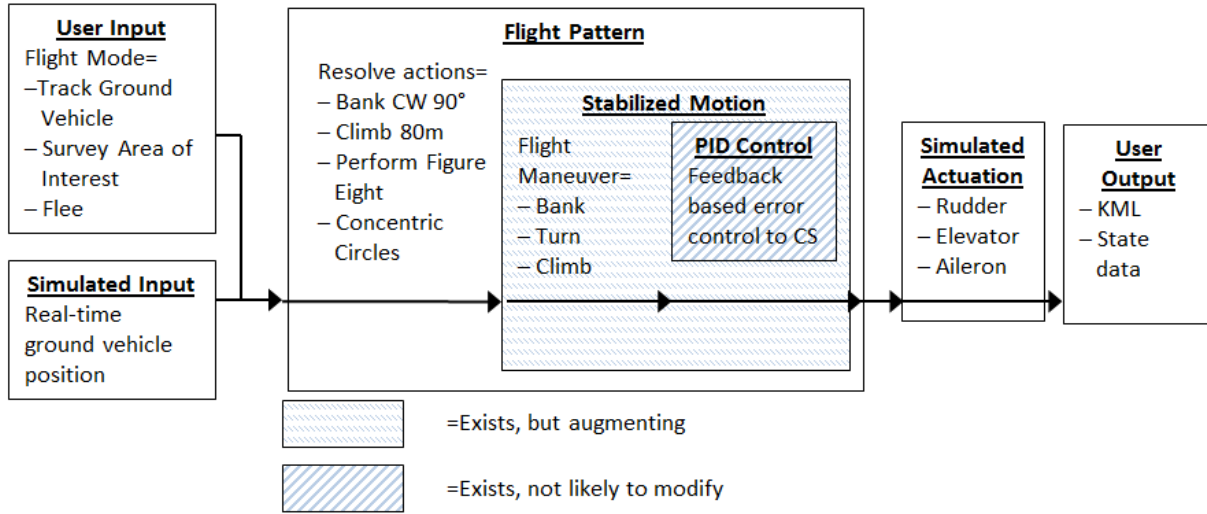 User Input
Flight Mode=
–Track Ground
Vehicle
– Survey Area of
Interest
– Flee
Simulated Input
Real-time
ground vehicle
position
Flight Pattern
Resolve actions=
– Bank CW 90°
– Climb 80m
– Perform Figure
Eight
– Concentric
Circles
Stabilized Motion
Flight
Maneuver=
– Bank
– Turn
– Climb
PID Control
Feedback
based error
control to CS
Simulated
Actuation
– Rudder
– Elevator
– Aileron
User
Output
– KML
– State
data
=Exists, but augmenting
=Exists, not likely to modify